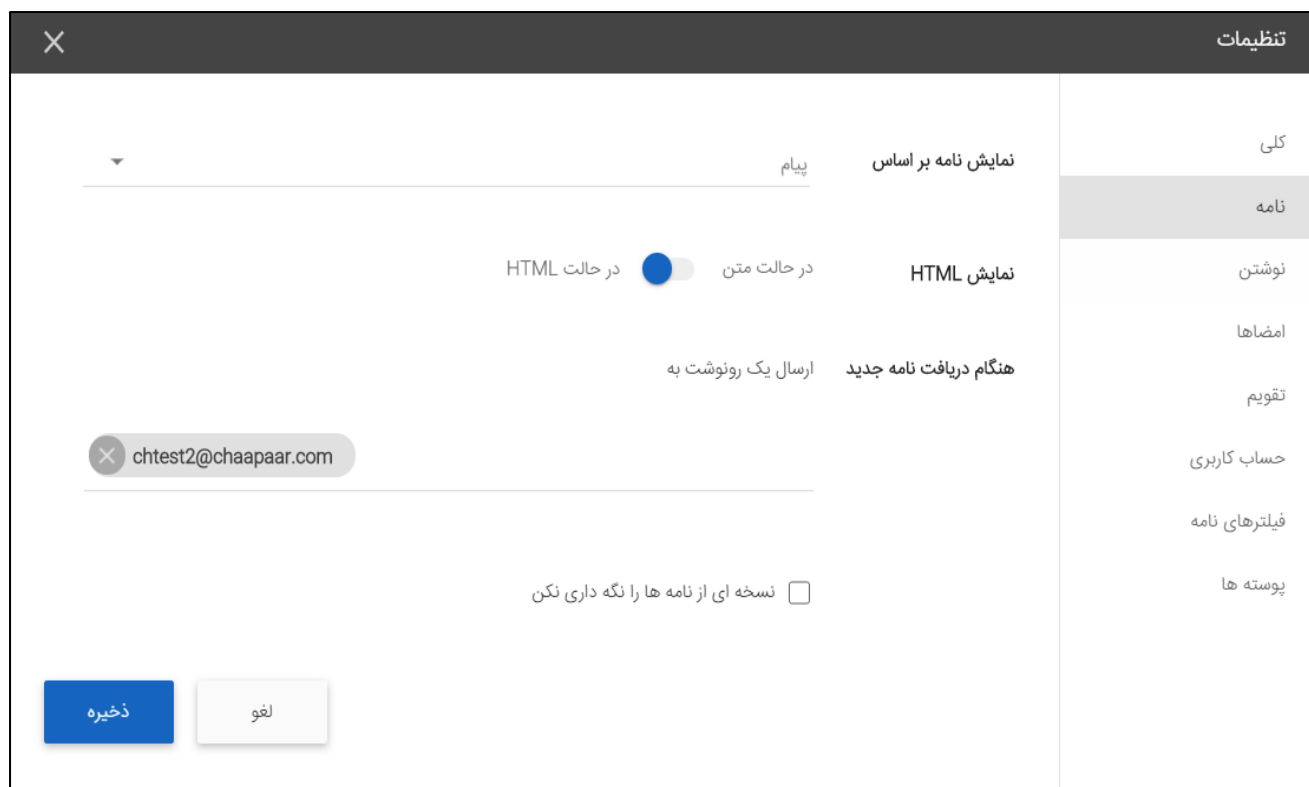 تنظیمات
کلی
نامه
نوشتن
امضاها
تقویم
حساب کاربری
فیلترهای نامه
پوسته ها
نمایش نامه بر اساس
پیام
نمایش HTML
در حالت متن
در حالت HTML
هنگام دریافت نامه جدید
ارسال یک رونوشت به
chtest2@chaapaar.com
نسخه ای از نامه ها را نگه داری نکن
لغو
ذخیره